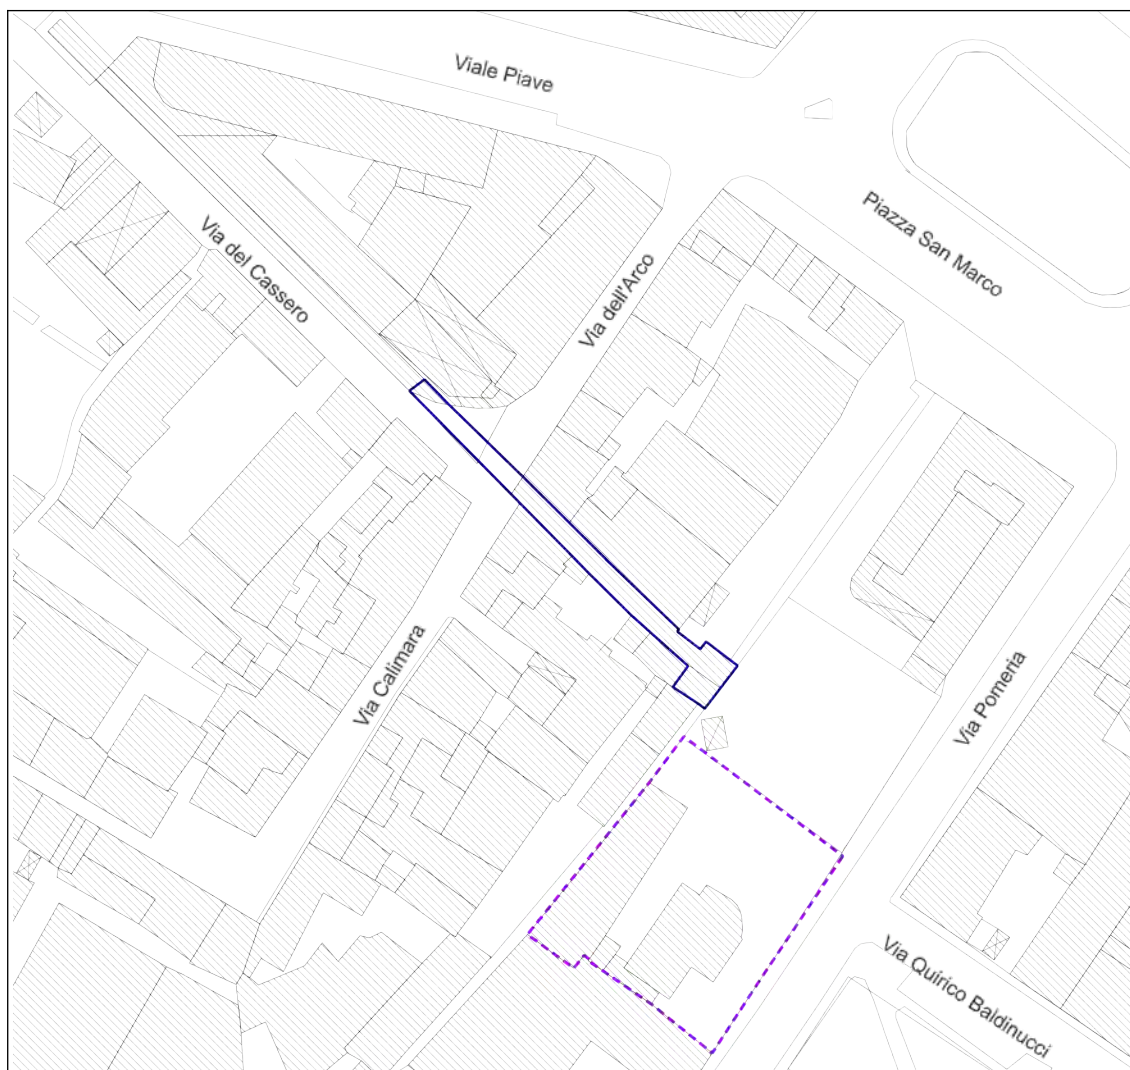 Viale Piave
Piazza San Marco
Via del Cassero
Via dell'Arco
Via Calimara
Via Pomeria
Via Quirico Baldinucci